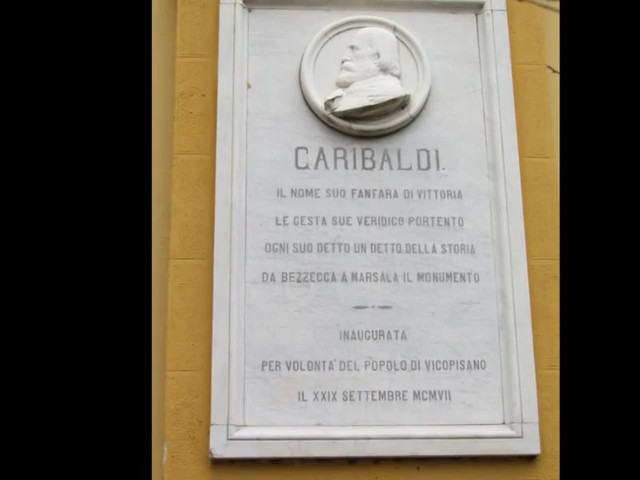 GARIBALDI.
IL NOME SUO FANFARA DI VITTORIA
LE GESTA SUE VERIDICO PORTENTO
OGNI SUO DETTO UN DETTO DELLA STORIA
DA BEZZECCA A MARSALA IL MONUMENTO
INAUGURATA
PER VOLONTA' DEL POPOLO DI VICOPISANO
IL XXIX SETTEMBRE MCMVII